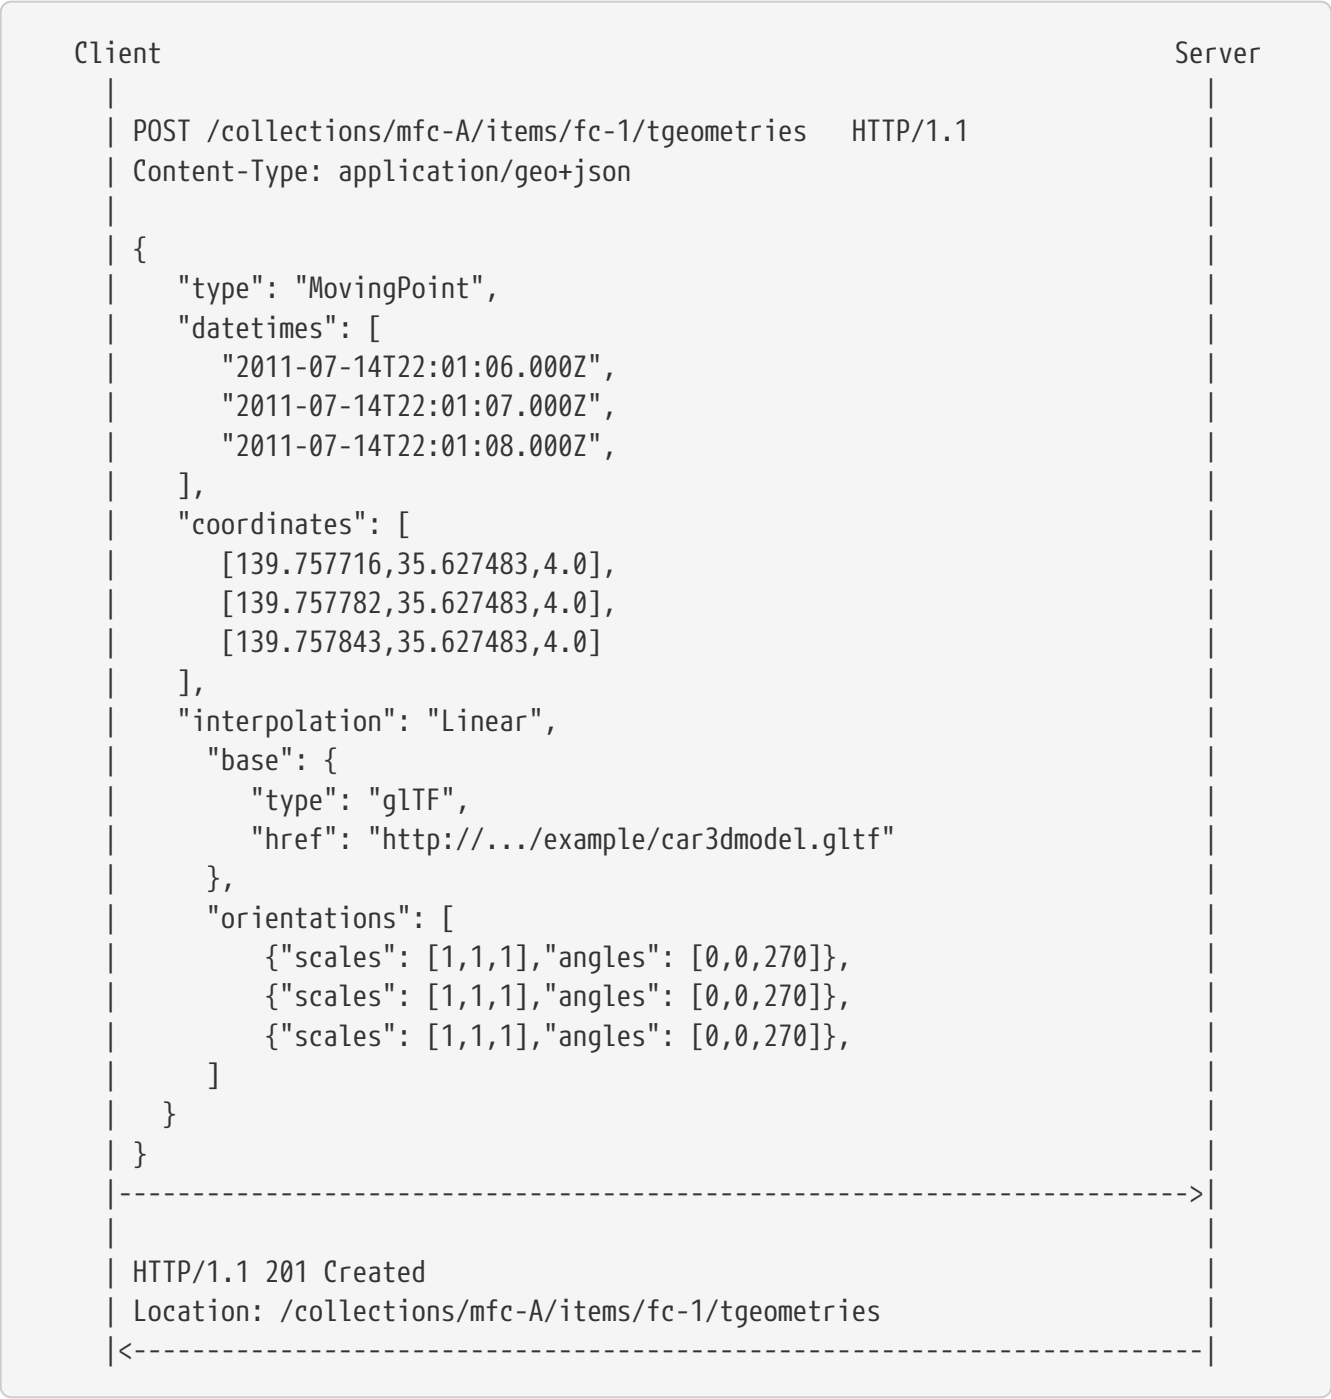 Client                                                                     Server
  |                                                                          |
  | POST /collections/mfc-A/items/fc-1/tgeometries   HTTP/1.1                |
  | Content-Type: application/geo+json                                       |
  |                                                                          |
  | {                                                                        |
  |    "type": "MovingPoint",                                                |
  |    "datetimes": [                                                        |
  |       "2011-07-14T22:01:06.000Z",                                        |
  |       "2011-07-14T22:01:07.000Z",                                        |
  |       "2011-07-14T22:01:08.000Z",                                        |
  |    ],                                                                    |
  |    "coordinates": [                                                      |
  |       [139.757716,35.627483,4.0],                                        |
  |       [139.757782,35.627483,4.0],                                        |
  |       [139.757843,35.627483,4.0]                                         |
  |    ],                                                                    |
  |    "interpolation": "Linear",                                            |
  |      "base": {                                                           |
  |         "type": "glTF",                                                  |
  |         "href": "http://.../example/car3dmodel.gltf"                     |
  |      },                                                                  |
  |      "orientations": [                                                   |
  |          {"scales": [1,1,1],"angles": [0,0,270]},                        |
  |          {"scales": [1,1,1],"angles": [0,0,270]},                        |
  |          {"scales": [1,1,1],"angles": [0,0,270]},                        |
  |      ]                                                                   |
  |   }                                                                      |
  | }                                                                        |
  |------------------------------------------------------------------------->|
  |                                                                          |
  | HTTP/1.1 201 Created                                                     |
  | Location: /collections/mfc-A/items/fc-1/tgeometries                      |
  |<-------------------------------------------------------------------------|